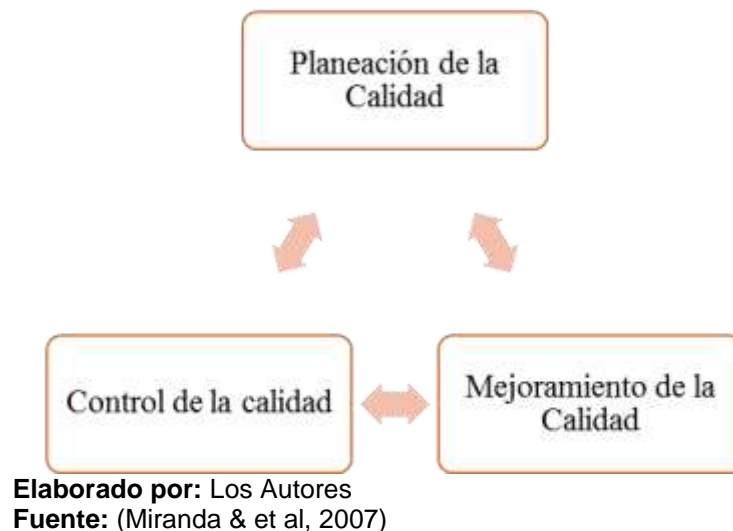 Planeación de la
Calidad
Control de la calidad
Mejoramiento de la
Calidad
Elaborado por: Los Autores
Fuente: (Miranda & et al, 2007)